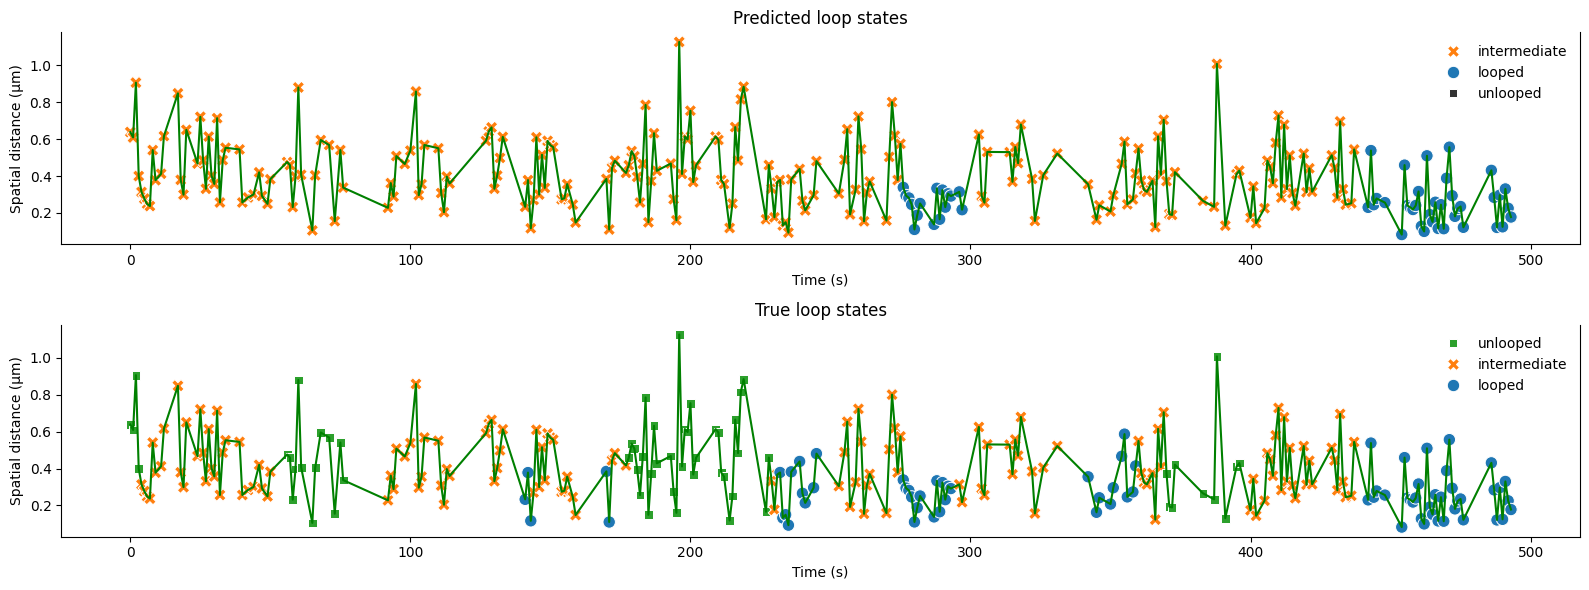 Predicted loop states
Spatial distance (μm)
1.0
0.8
0.6
0.4
0.2
intermediate
looped
unlooped
0 100 200 300 400 500
Time (s)
True loop states
Spatial distance (μm)
1.0
0.8
0.6
0.4
0.2
unlooped
intermediate
looped
0 100 200 300 400 500
Time (s)